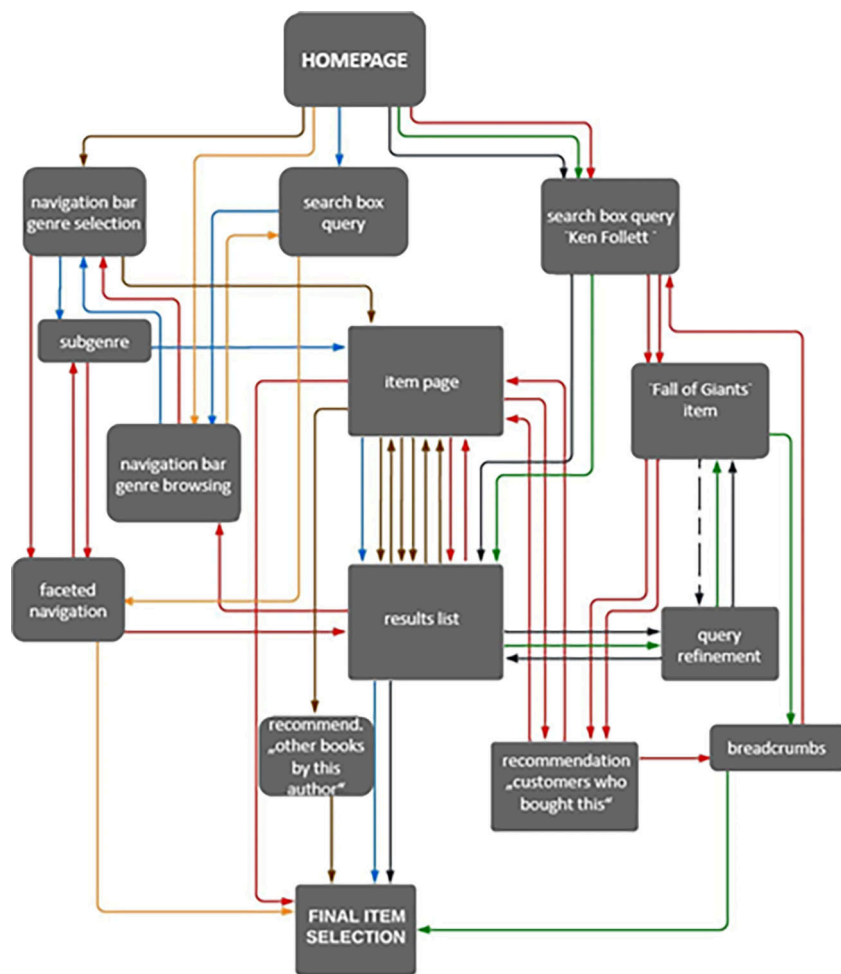 HOMEPAGE
navigation bar
genre selection
search box
query
search box query
¨Ken Follett ¨
subgenre
item page
¨Fall of Giants¨
item
navigation bar
genre browsing
faceted
navigation
results list
query
refinement
recommend.
„other books
by this
author“
recommendation
„customers who
bought this“
breadcrumbs
FINAL ITEM
SELECTION